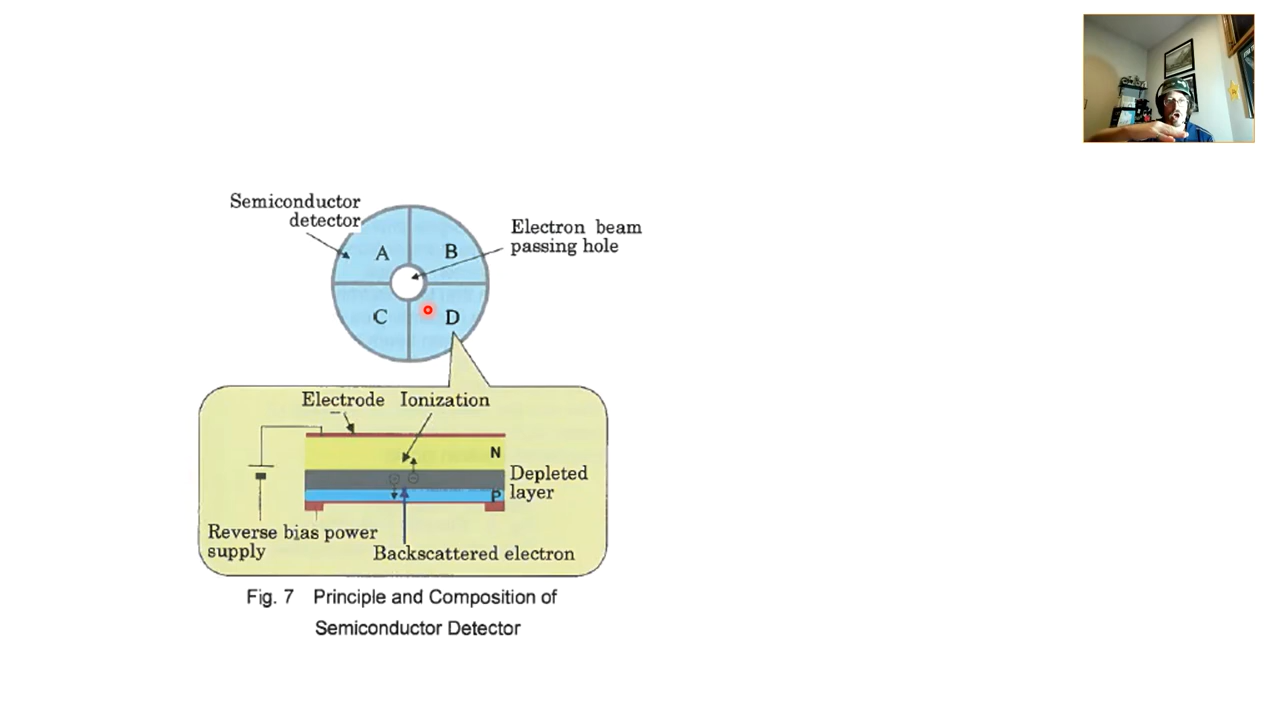 Semiconductor
detector
Electron beam
passing hole
A
B
C
D
Electrode Ionization
N
Depleted
layer
P
Reverse bias power
supply
Backscattered electron
Fig. 7 Principle and Composition of
Semiconductor Detector